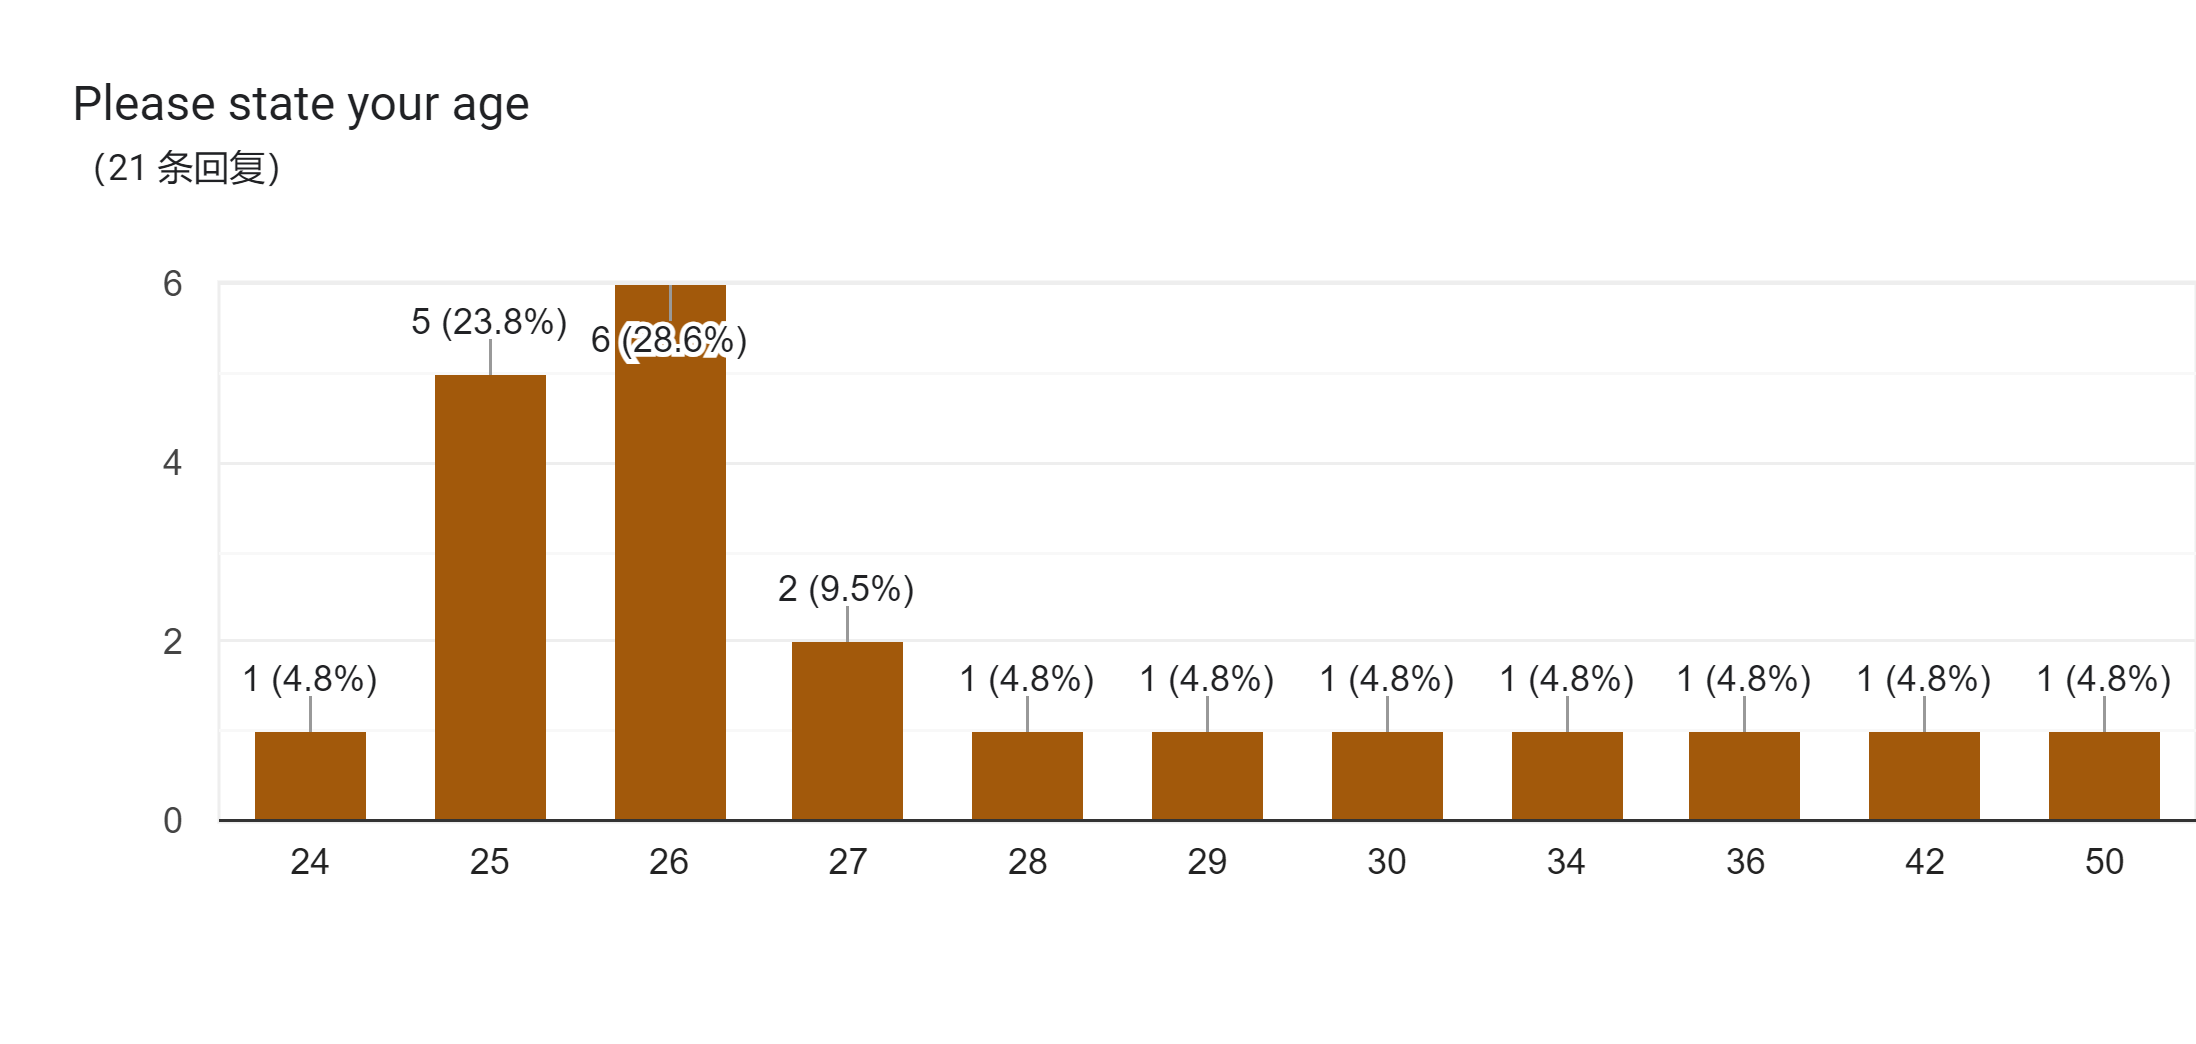 Please state your age
（21 条回复）
6
5 (23.8%)
6 (28.6%)
4
2 (9.5%)
2
1 (4.8%) 1 (4.8%) 1 (4.8%) 1 (4.8%) 1 (4.8%) 1 (4.8%) 1 (4.8%) 1 (4.8%)
0
24 25 26 27 28 29 30 34 36 42 50